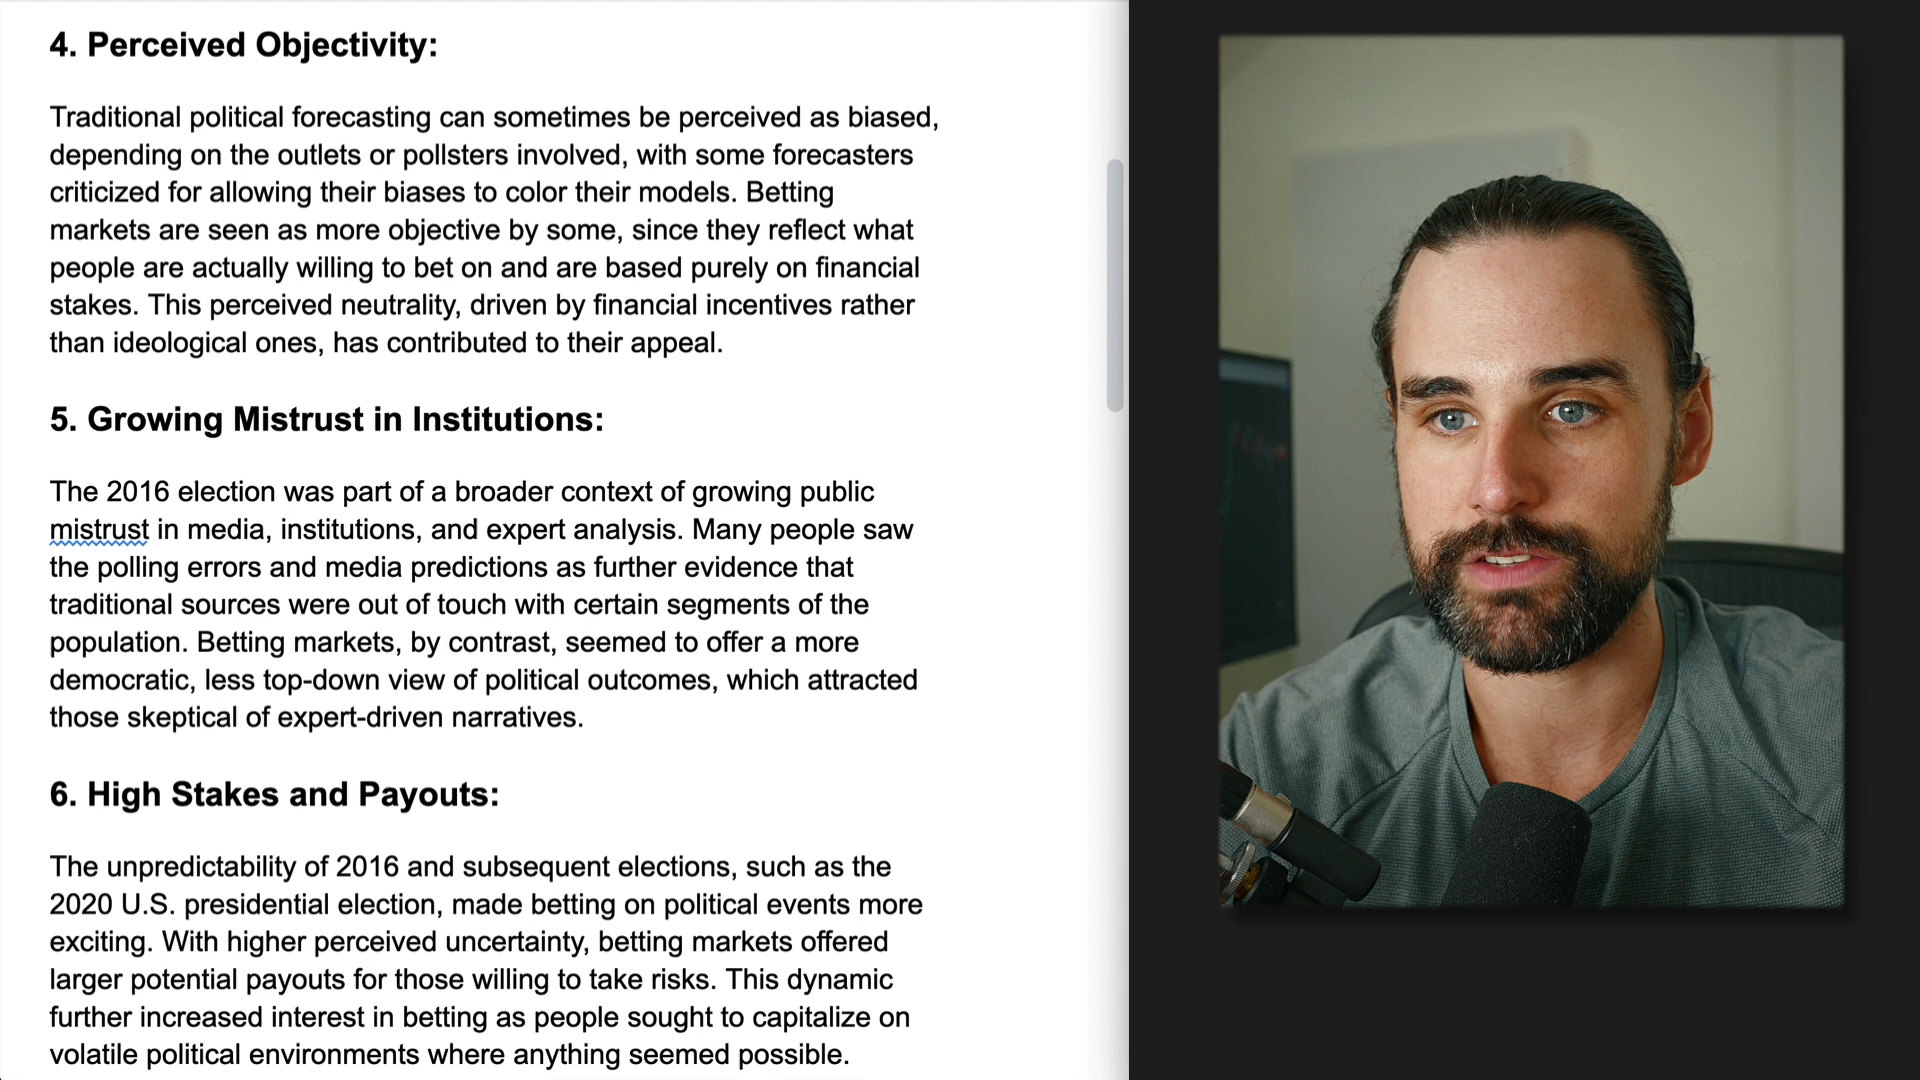 4. Perceived Objectivity:
Traditional political forecasting can sometimes be perceived as biased,
depending on the outlets or pollsters involved, with some forecasters
criticized for allowing their biases to color their models. Betting
markets are seen as more objective by some, since they reflect what
people are actually willing to bet on and are based purely on financial
stakes. This perceived neutrality, driven by financial incentives rather
than ideological ones, has contributed to their appeal.
5. Growing Mistrust in Institutions:
The 2016 election was part of a broader context of growing public
mistrust in media, institutions, and expert analysis. Many people saw
the polling errors and media predictions as further evidence that
traditional sources were out of touch with certain segments of the
population. Betting markets, by contrast, seemed to offer a more
democratic, less top-down view of political outcomes, which attracted
those skeptical of expert-driven narratives.
6. High Stakes and Payouts:
The unpredictability of 2016 and subsequent elections, such as the
2020 U.S. presidential election, made betting on political events more
exciting. With higher perceived uncertainty, betting markets offered
larger potential payouts for those willing to take risks. This dynamic
further increased interest in betting as people sought to capitalize on
volatile political environments where anything seemed possible.